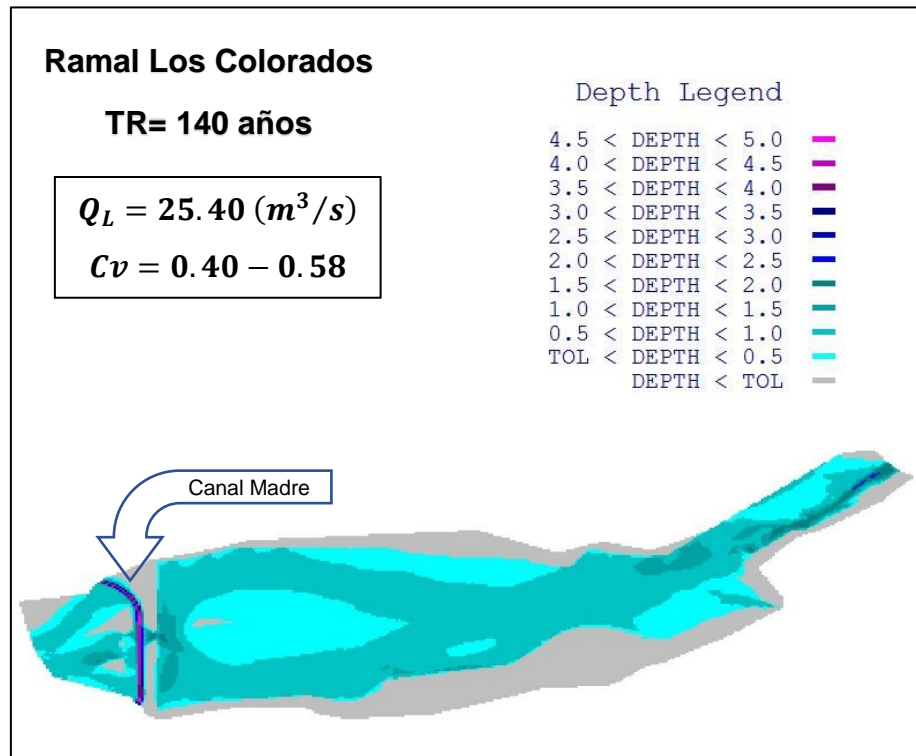 Ramal Los Colorados
TR= 140 años
Q_L = 25.40 (m³/s)
Cv = 0.40 − 0.58
Depth Legend
4.5 < DEPTH < 5.0
4.0 < DEPTH < 4.5
3.5 < DEPTH < 4.0
3.0 < DEPTH < 3.5
2.5 < DEPTH < 3.0
2.0 < DEPTH < 2.5
1.5 < DEPTH < 2.0
1.0 < DEPTH < 1.5
0.5 < DEPTH < 1.0
TOL < DEPTH < 0.5
DEPTH < TOL
Canal Madre